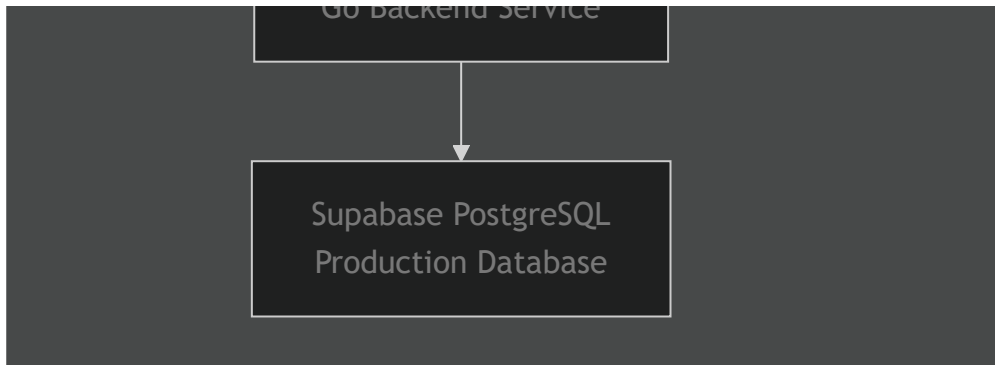 Go Backend Service
Supabase PostgreSQL
Production Database